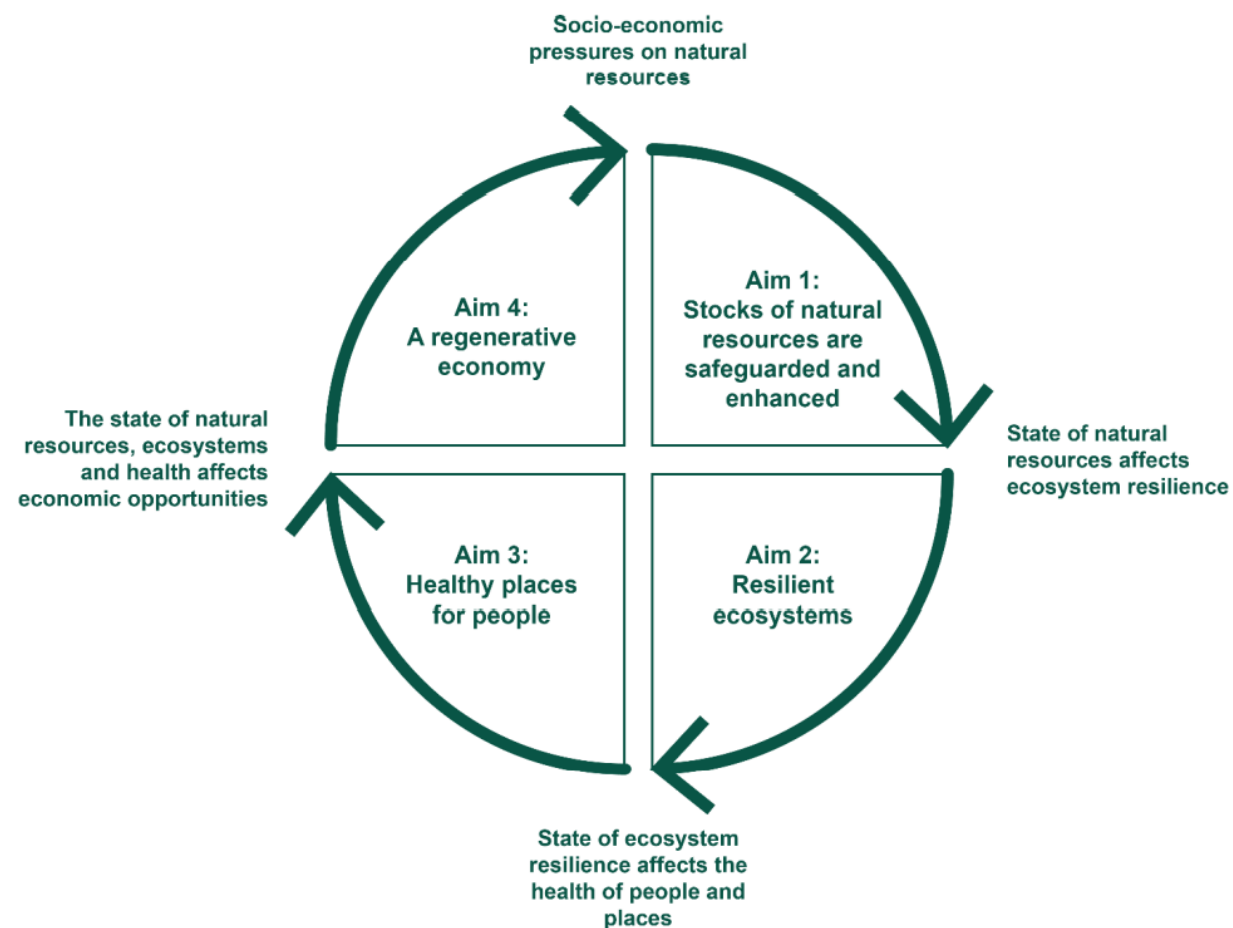 Socio-economic
pressures on natural
resources
Aim 1:
Stocks of natural
resources are
safeguarded and
enhanced
State of natural
resources affects
ecosystem resilience
Aim 2:
Resilient
ecosystems
State of ecosystem
resilience affects the
health of people and
places
Aim 3:
Healthy places
for people
The state of natural
resources, ecosystems
and health affects
economic opportunities
Aim 4:
A regenerative
economy